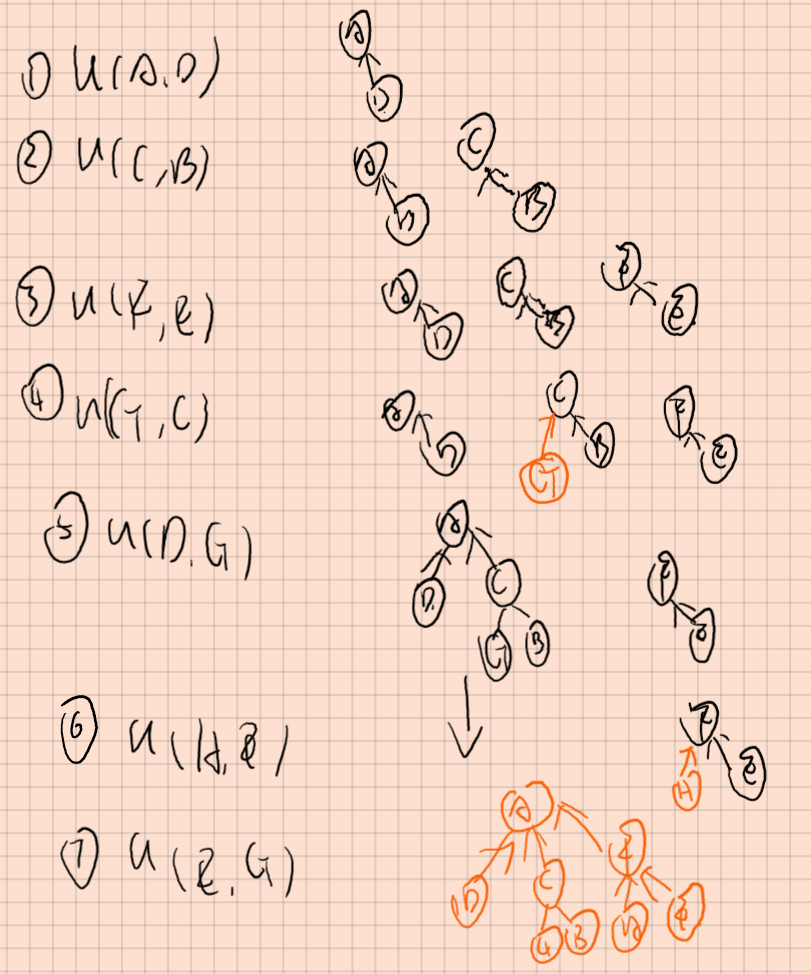 ① U(A,D) A D
② U(C,B) A D C B
③ U(F,E) A D C B F E
④ U(G,C) A D C G B F E
⑤ U(D,G) A D C G B F E
⑥ U(H,E) F H E
⑦ U(E,G) A D C G B F H E